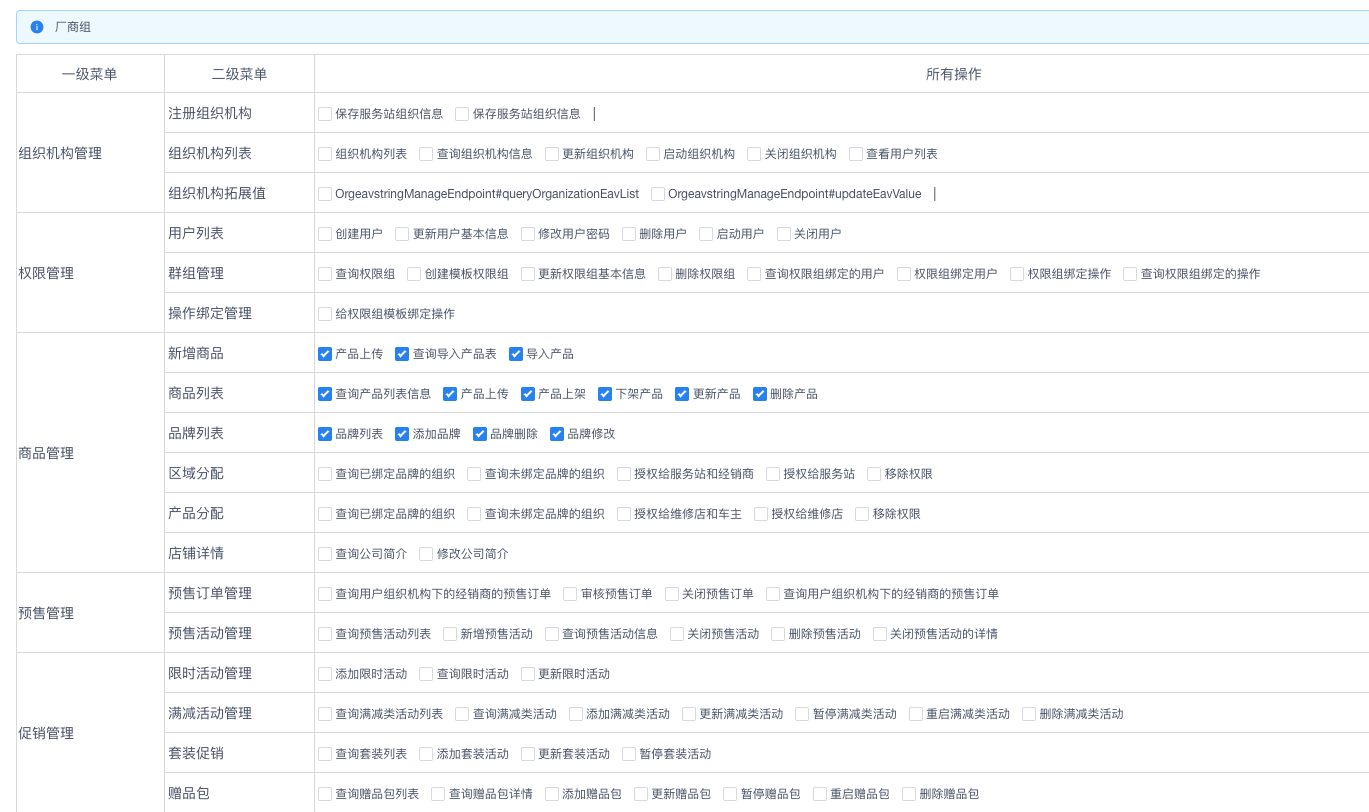 厂商组
一级菜单 二级菜单 所有操作
组织机构管理
注册组织机构 保存服务站组织信息 保存服务站组织信息 |
组织机构列表 组织机构列表 查询组织机构信息 更新组织机构 启动组织机构 关闭组织机构 查看用户列表
组织机构拓展值 OrgeavstringManageEndpoint#queryOrganizationEavList OrgeavstringManageEndpoint#updateEavValue |
权限管理
用户列表 创建用户 更新用户基本信息 修改用户密码 删除用户 启动用户 关闭用户
群组管理 查询权限组 创建模板权限组 更新权限组基本信息 删除权限组 查询权限组绑定的用户 权限组绑定用户 权限组绑定操作 查询权限组绑定的操作
操作绑定管理 给权限组模板绑定操作
商品管理
新增商品 产品上传 查询导入产品表 导入产品
商品列表 查询产品列表信息 产品上传 产品上架 下架产品 更新产品 删除产品
品牌列表 品牌列表 添加品牌 品牌删除 品牌修改
区域分配 查询已绑定品牌的组织 查询未绑定品牌的组织 授权给服务站和经销商 授权给服务站 移除权限
产品分配 查询已绑定品牌的组织 查询未绑定品牌的组织 授权给维修店和车主 授权给维修店 移除权限
店铺详情 查询公司简介 修改公司简介
预售管理
预售订单管理 查询用户组织机构下的经销商的预售订单 审核预售订单 关闭预售订单 查询用户组织机构下的经销商的预售订单
预售活动管理 查询预售活动列表 新增预售活动 查询预售活动信息 关闭预售活动 删除预售活动 关闭预售活动的详情
促销管理
限时活动管理 添加限时活动 查询限时活动 更新限时活动
满减活动管理 查询满减类活动列表 查询满减类活动 添加满减类活动 更新满减类活动 暂停满减类活动 重启满减类活动 删除满减类活动
套装促销 查询套装列表 添加套装活动 更新套装活动 暂停套装活动
赠品包 查询赠品包列表 查询赠品包详情 添加赠品包 更新赠品包 暂停赠品包 重启赠品包 删除赠品包